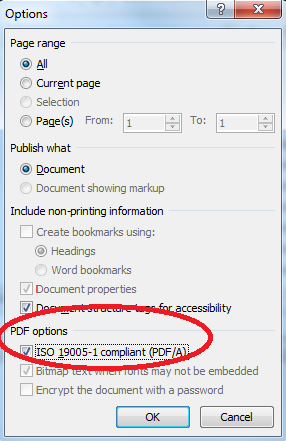 Options
Page range
All
Current page
Selection
Page(s) From: 1 To: 1
Publish what
Document
Document showing markup
Include non-printing information
Create bookmarks using:
Headings
Word bookmarks
Document properties
Document structure tags for accessibility
PDF options
ISO 19005-1 compliant (PDF/A)
Bitmap text when fonts may not be embedded
Encrypt the document with a password
OK Cancel